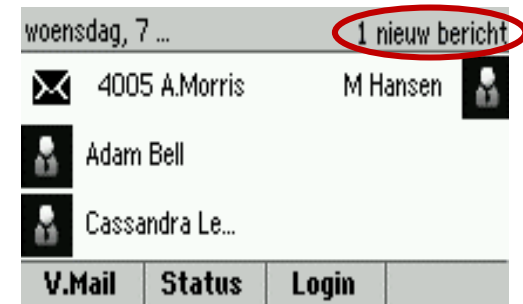 woensdag, 7 ... 1 nieuw bericht
4005 A.Morris M Hansen
Adam Bell
Cassandra Le...
V.Mail Status Login